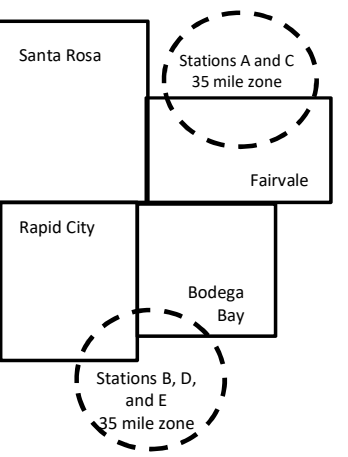 Santa Rosa
Stations A and C
35 mile zone
Fairvale
Rapid City
Bodega
Bay
Stations B, D,
and E
35 mile zone